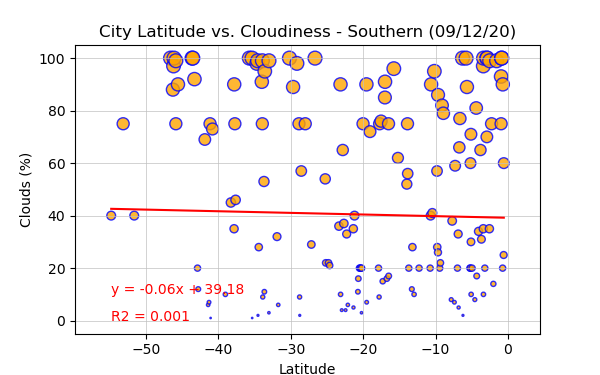 City Latitude vs. Cloudiness - Southern (09/12/20)
100
80
60
40
20
0
Clouds (%)
y = -0.06x + 39.18
R2 = 0.001
−50 −40 −30 −20 −10 0
Latitude